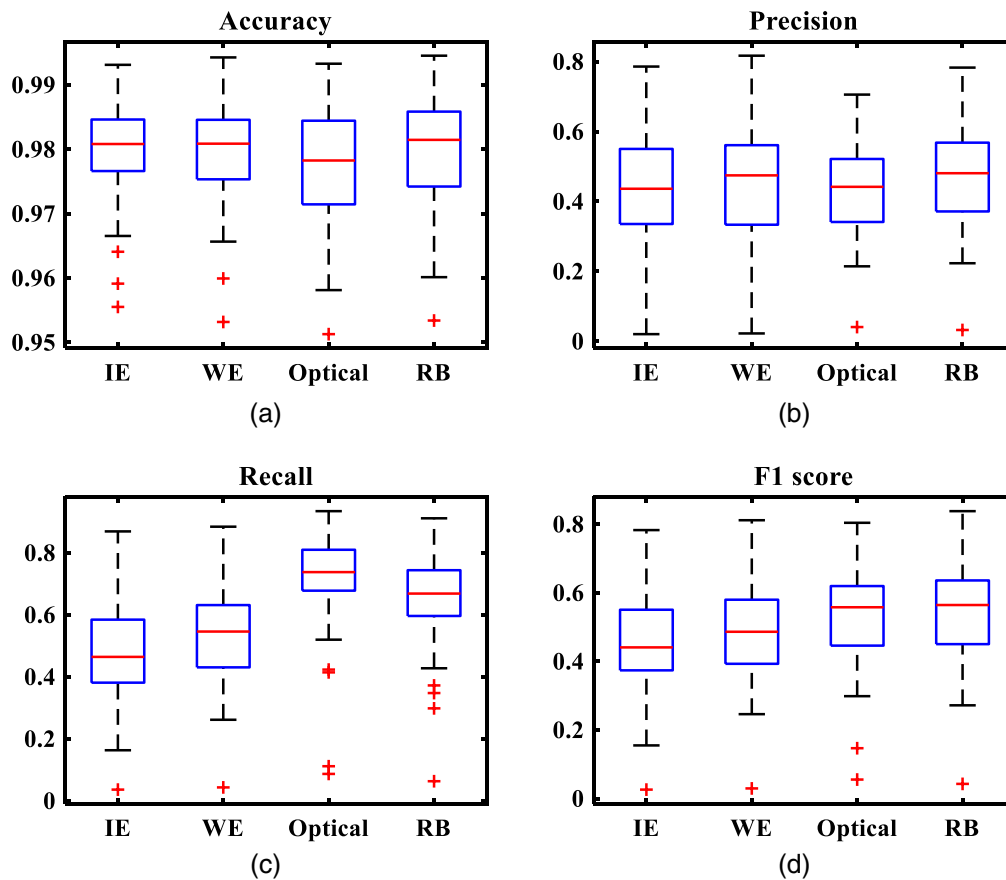 Accuracy
0.99
0.98
0.97
0.96
0.95
IE WE Optical RB
(a)
Precision
0.8
0.6
0.4
0.2
0
IE WE Optical RB
(b)
Recall
0.8
0.6
0.4
0.2
0
IE WE Optical RB
(c)
F1 score
0.8
0.6
0.4
0.2
0
IE WE Optical RB
(d)